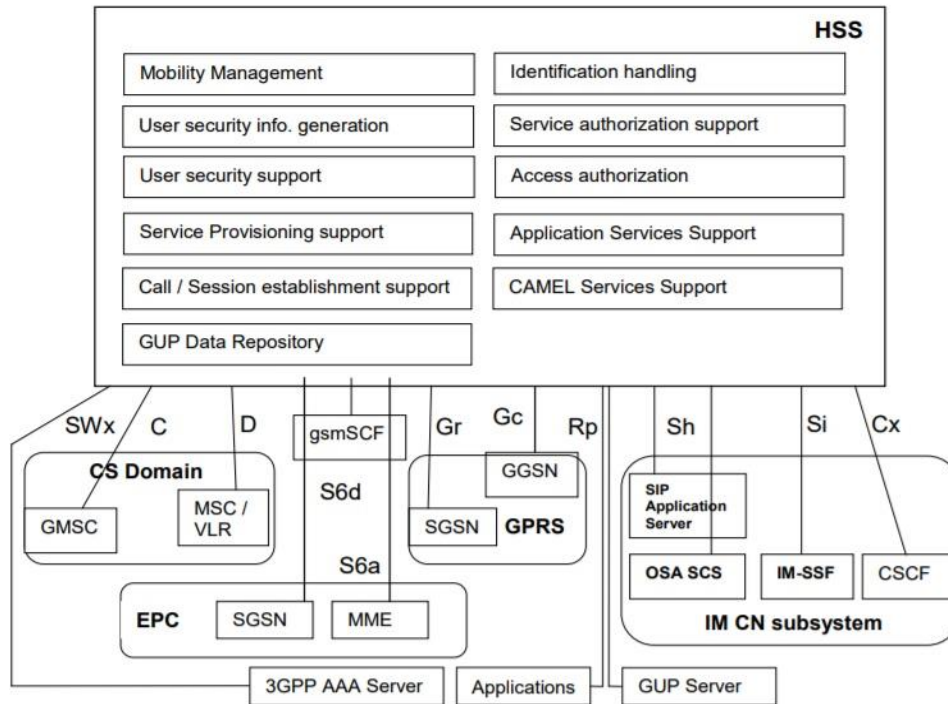 HSS
Mobility Management
Identification handling
User security info. generation
Service authorization support
User security support
Access authorization
Service Provisioning support
Application Services Support
Call / Session establishment support
CAMEL Services Support
GUP Data Repository
SWx
C
D
gsmSCF
Gr
Gc
Rp
Sh
Si
Cx
CS Domain
GMSC
MSC /
VLR
S6d
S6a
GGSN
SGSN
GPRS
SIP
Application
Server
OSA SCS
IM-SSF
CSCF
IM CN subsystem
EPC
SGSN
MME
3GPP AAA Server
Applications
GUP Server